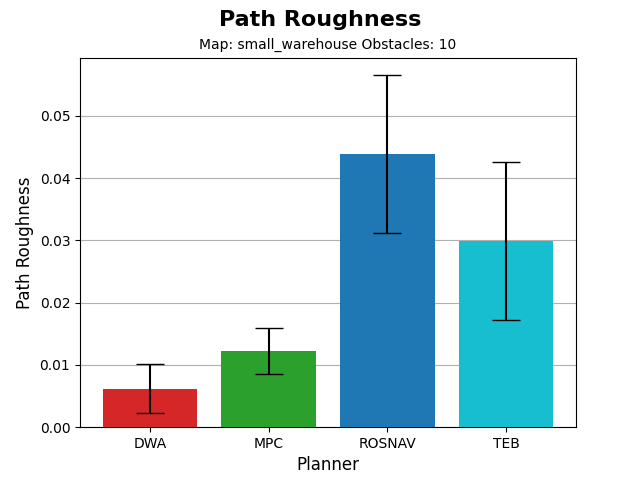 Path Roughness
Map: small_warehouse Obstacles: 10
Path Roughness
0.05
0.04
0.03
0.02
0.01
0.00
DWA MPC ROSNAV TEB
Planner